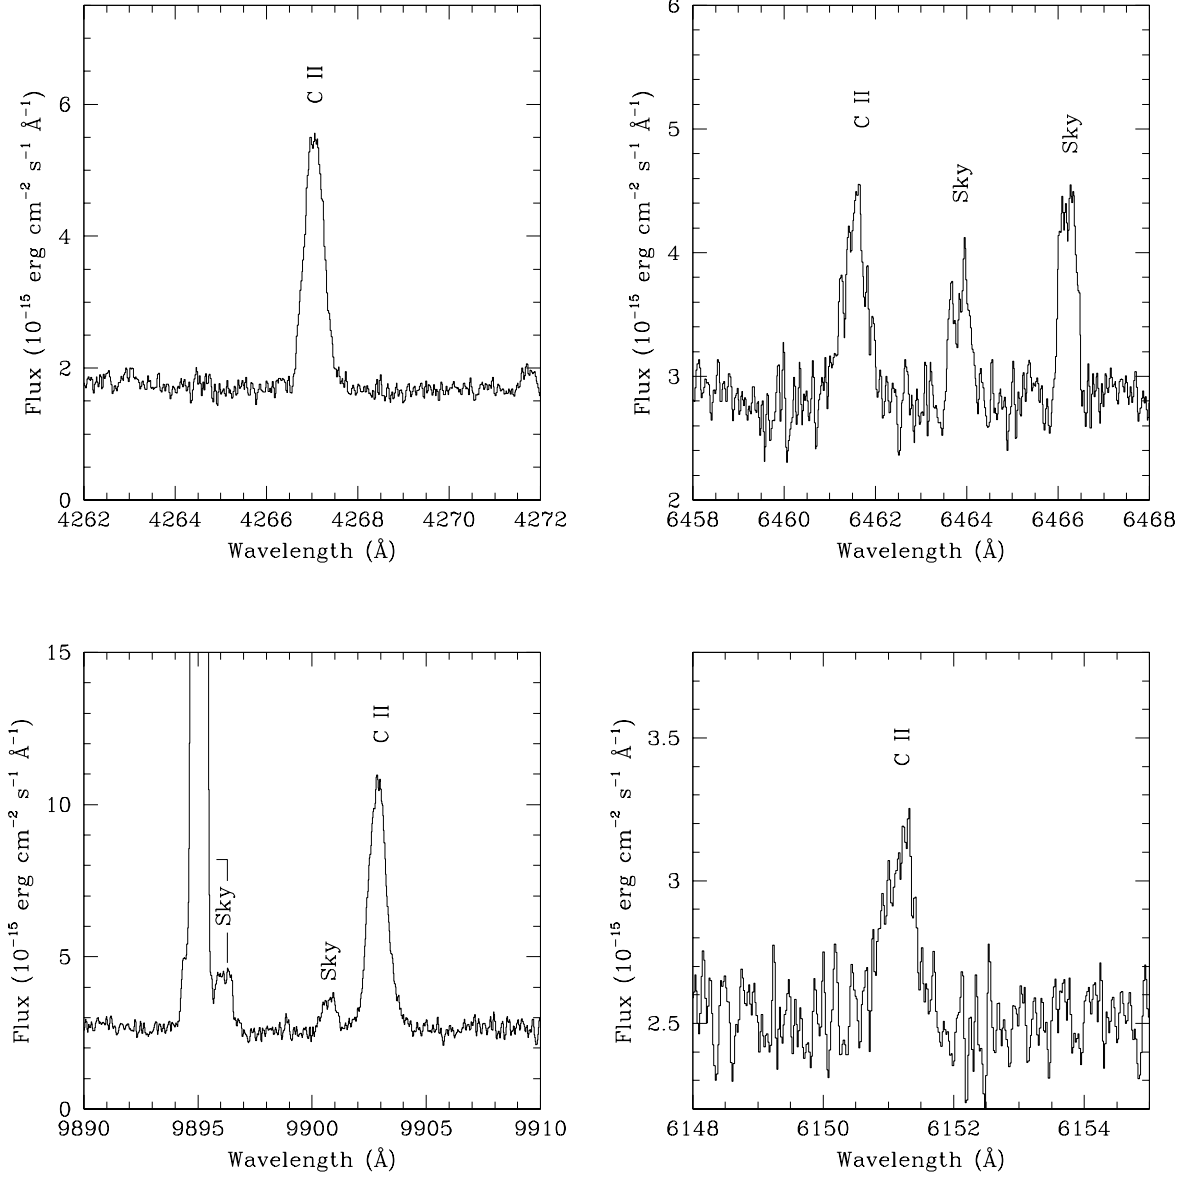 C II
Flux (10⁻¹⁵ erg cm⁻² s⁻¹ Å⁻¹)
6
4
2
0
4262 4264 4266 4268 4270 4272
Wavelength (Å)
C II
Sky
Sky
Flux (10⁻¹⁵ erg cm⁻² s⁻¹ Å⁻¹)
6
5
4
3
2
6458 6460 6462 6464 6466 6468
Wavelength (Å)
Sky
Sky
C II
Flux (10⁻¹⁵ erg cm⁻² s⁻¹ Å⁻¹)
15
10
5
0
9890 9895 9900 9905 9910
Wavelength (Å)
C II
Flux (10⁻¹⁵ erg cm⁻² s⁻¹ Å⁻¹)
3.5
3
2.5
6148 6150 6152 6154
Wavelength (Å)